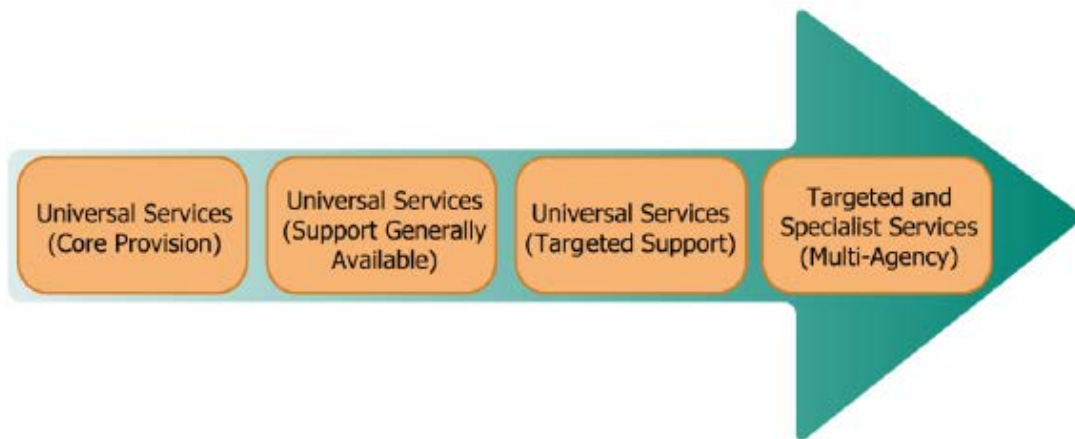 Universal Services
(Core Provision)
Universal Services
(Support Generally
Available)
Universal Services
(Targeted Support)
Targeted and
Specialist Services
(Multi-Agency)